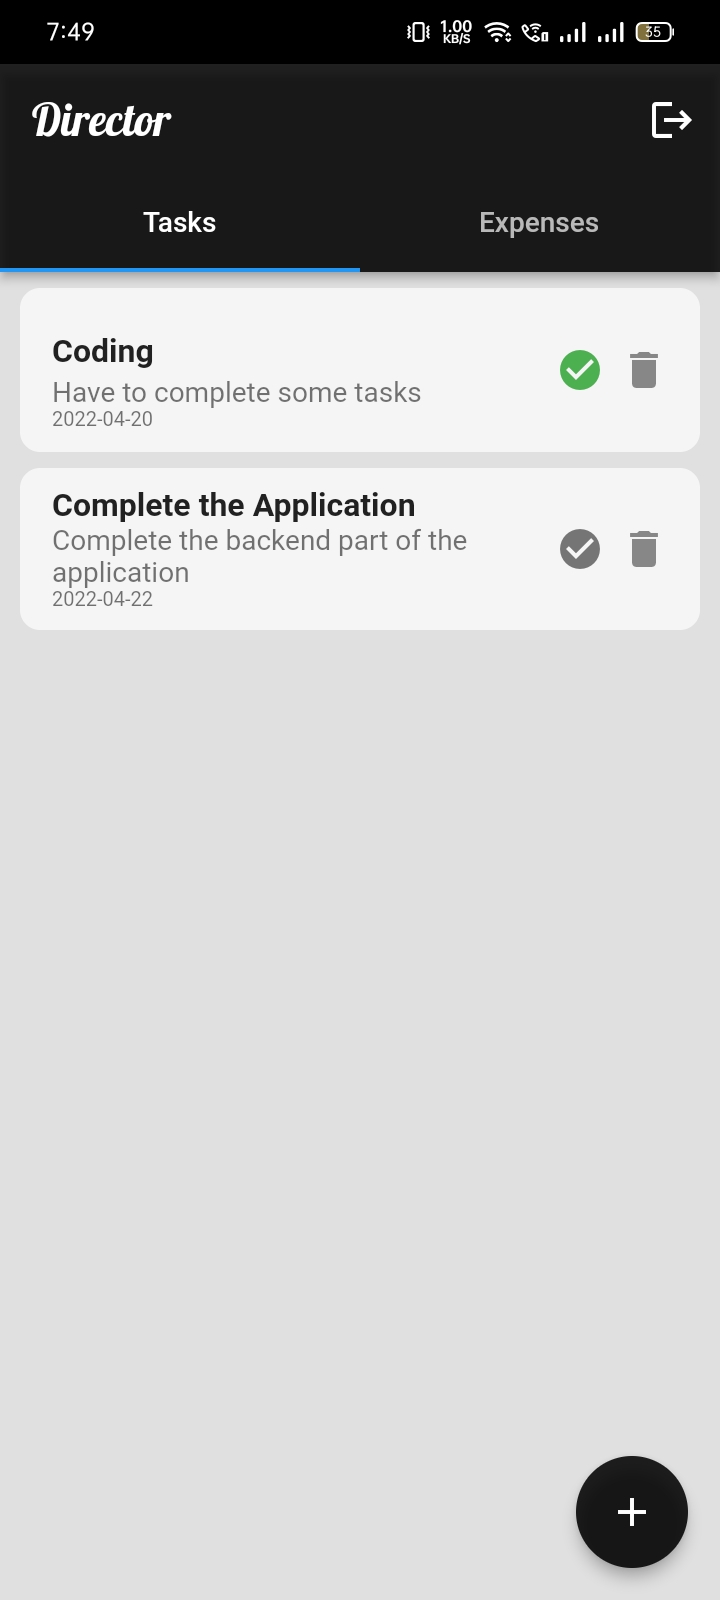 7:49
1.00
KB/S
35
Director
Tasks
Expenses
Coding
Have to complete some tasks
2022-04-20
Complete the Application
Complete the backend part of the
application
2022-04-22